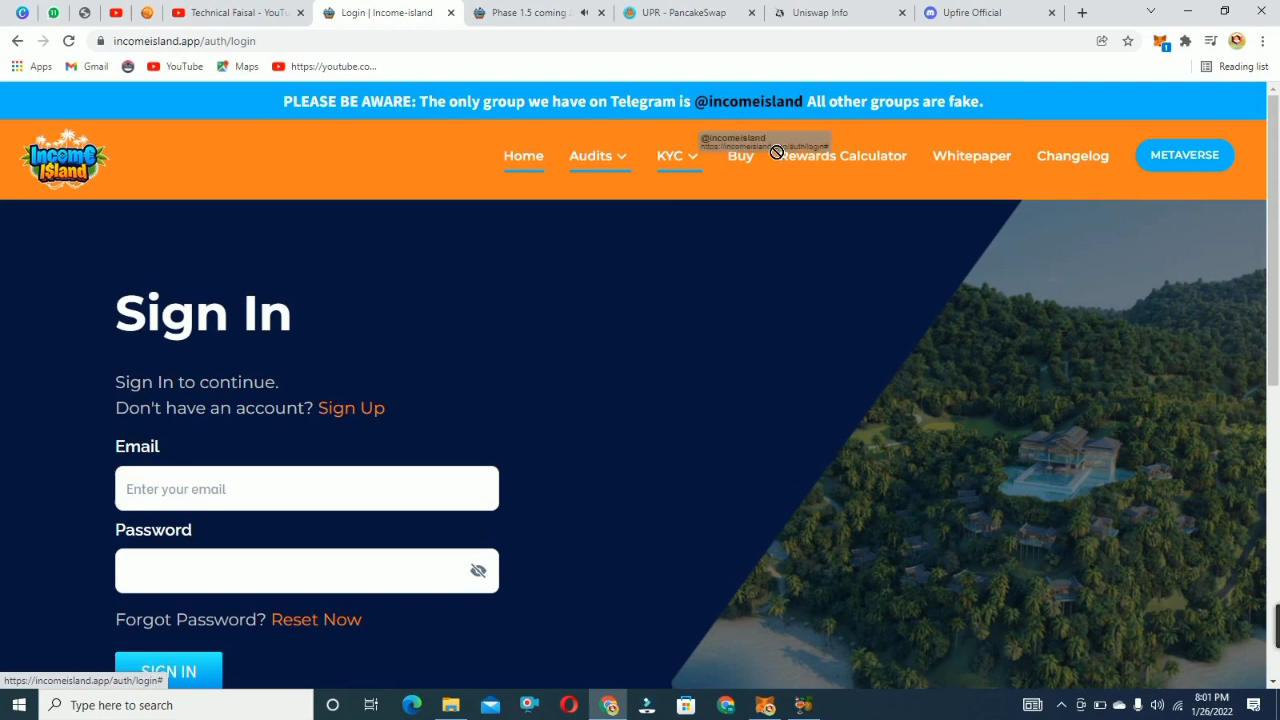 Technical Faisal - YouTu
Login | Income-island
Phase 1.5 coming
UPR - PancakeSwap
Uniswap Info
Upfire Official
incomeisland.app/auth/login
1
Apps
Gmail
YouTube
Maps
https://youtube.co...
Reading list
PLEASE BE AWARE: The only group we have on Telegram is @incomeisland All other groups are fake.
Income Island
Home
Audits
KYC
Buy
Rewards Calculator
Whitepaper
Changelog
METAVERSE
@incomeisland
Sign In
Sign In to continue.
Don't have an account? Sign Up
Email
Enter your email
Password
Forgot Password? Reset Now
SIGN IN
https://incomeisland.app/auth/login#
Type here to search
8:01 PM
1/26/2022